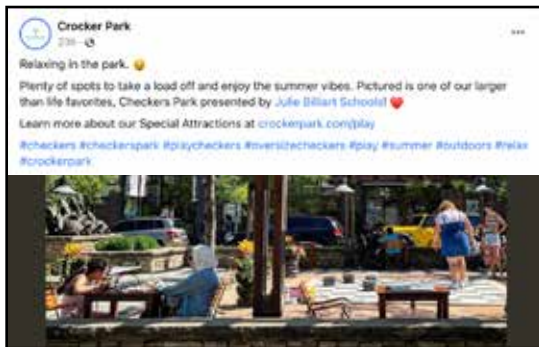 Crocker Park
23h ·
Relaxing in the park. 😉
Plenty of spots to take a load off and enjoy the summer vibes. Pictured is one of our larger
than life favorites, Checkers Park presented by Julie Billiart Schools! ❤️
Learn more about our Special Attractions at crockerpark.com/play
#checkers #checkerspark #playcheckers #oversizecheckers #play #summer #outdoors #relax
#crockerpark